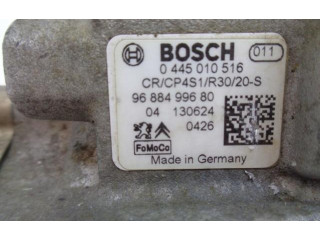 BOSCH 011
0 445 010 516
CR/CP4S1/R30/20-S
96 884 996 80
04 130624
0426
FoMoCo
Made in Germany